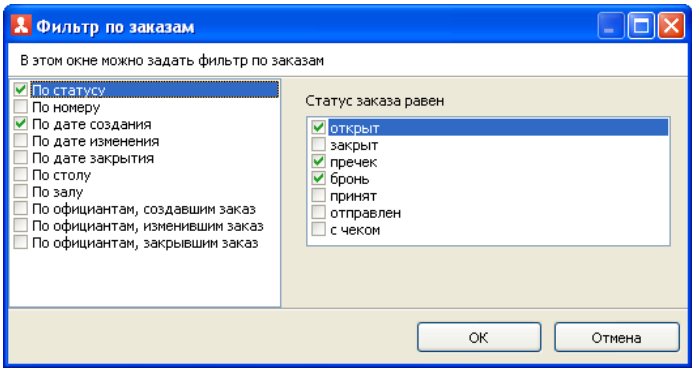 Фильтр по заказам
В этом окне можно задать фильтр по заказам
По статусу
По номеру
По дате создания
По дате изменения
По дате закрытия
По столу
По залу
По официантам, создавшим заказ
По официантам, изменившим заказ
По официантам, закрывшим заказ
Статус заказа равен
открыт
закрыт
пречек
бронь
принят
отправлен
с чеком
ОК
Отмена